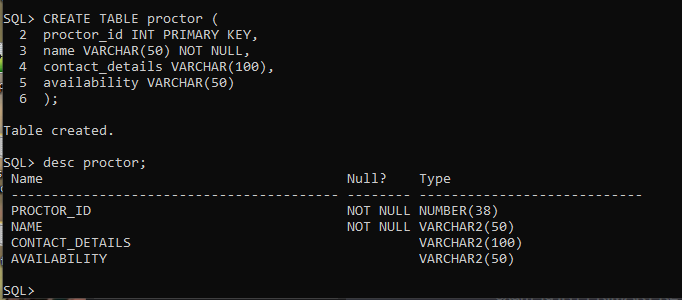 SQL> CREATE TABLE proctor (
  2  proctor_id INT PRIMARY KEY,
  3  name VARCHAR(50) NOT NULL,
  4  contact_details VARCHAR(100),
  5  availability VARCHAR(50)
  6  );
Table created.
SQL> desc proctor;
 Name                                      Null?    Type
 ----------------------------------------- -------- ----------------------------
 PROCTOR_ID                                NOT NULL NUMBER(38)
 NAME                                      NOT NULL VARCHAR2(50)
 CONTACT_DETAILS                                    VARCHAR2(100)
 AVAILABILITY                                       VARCHAR2(50)
SQL>